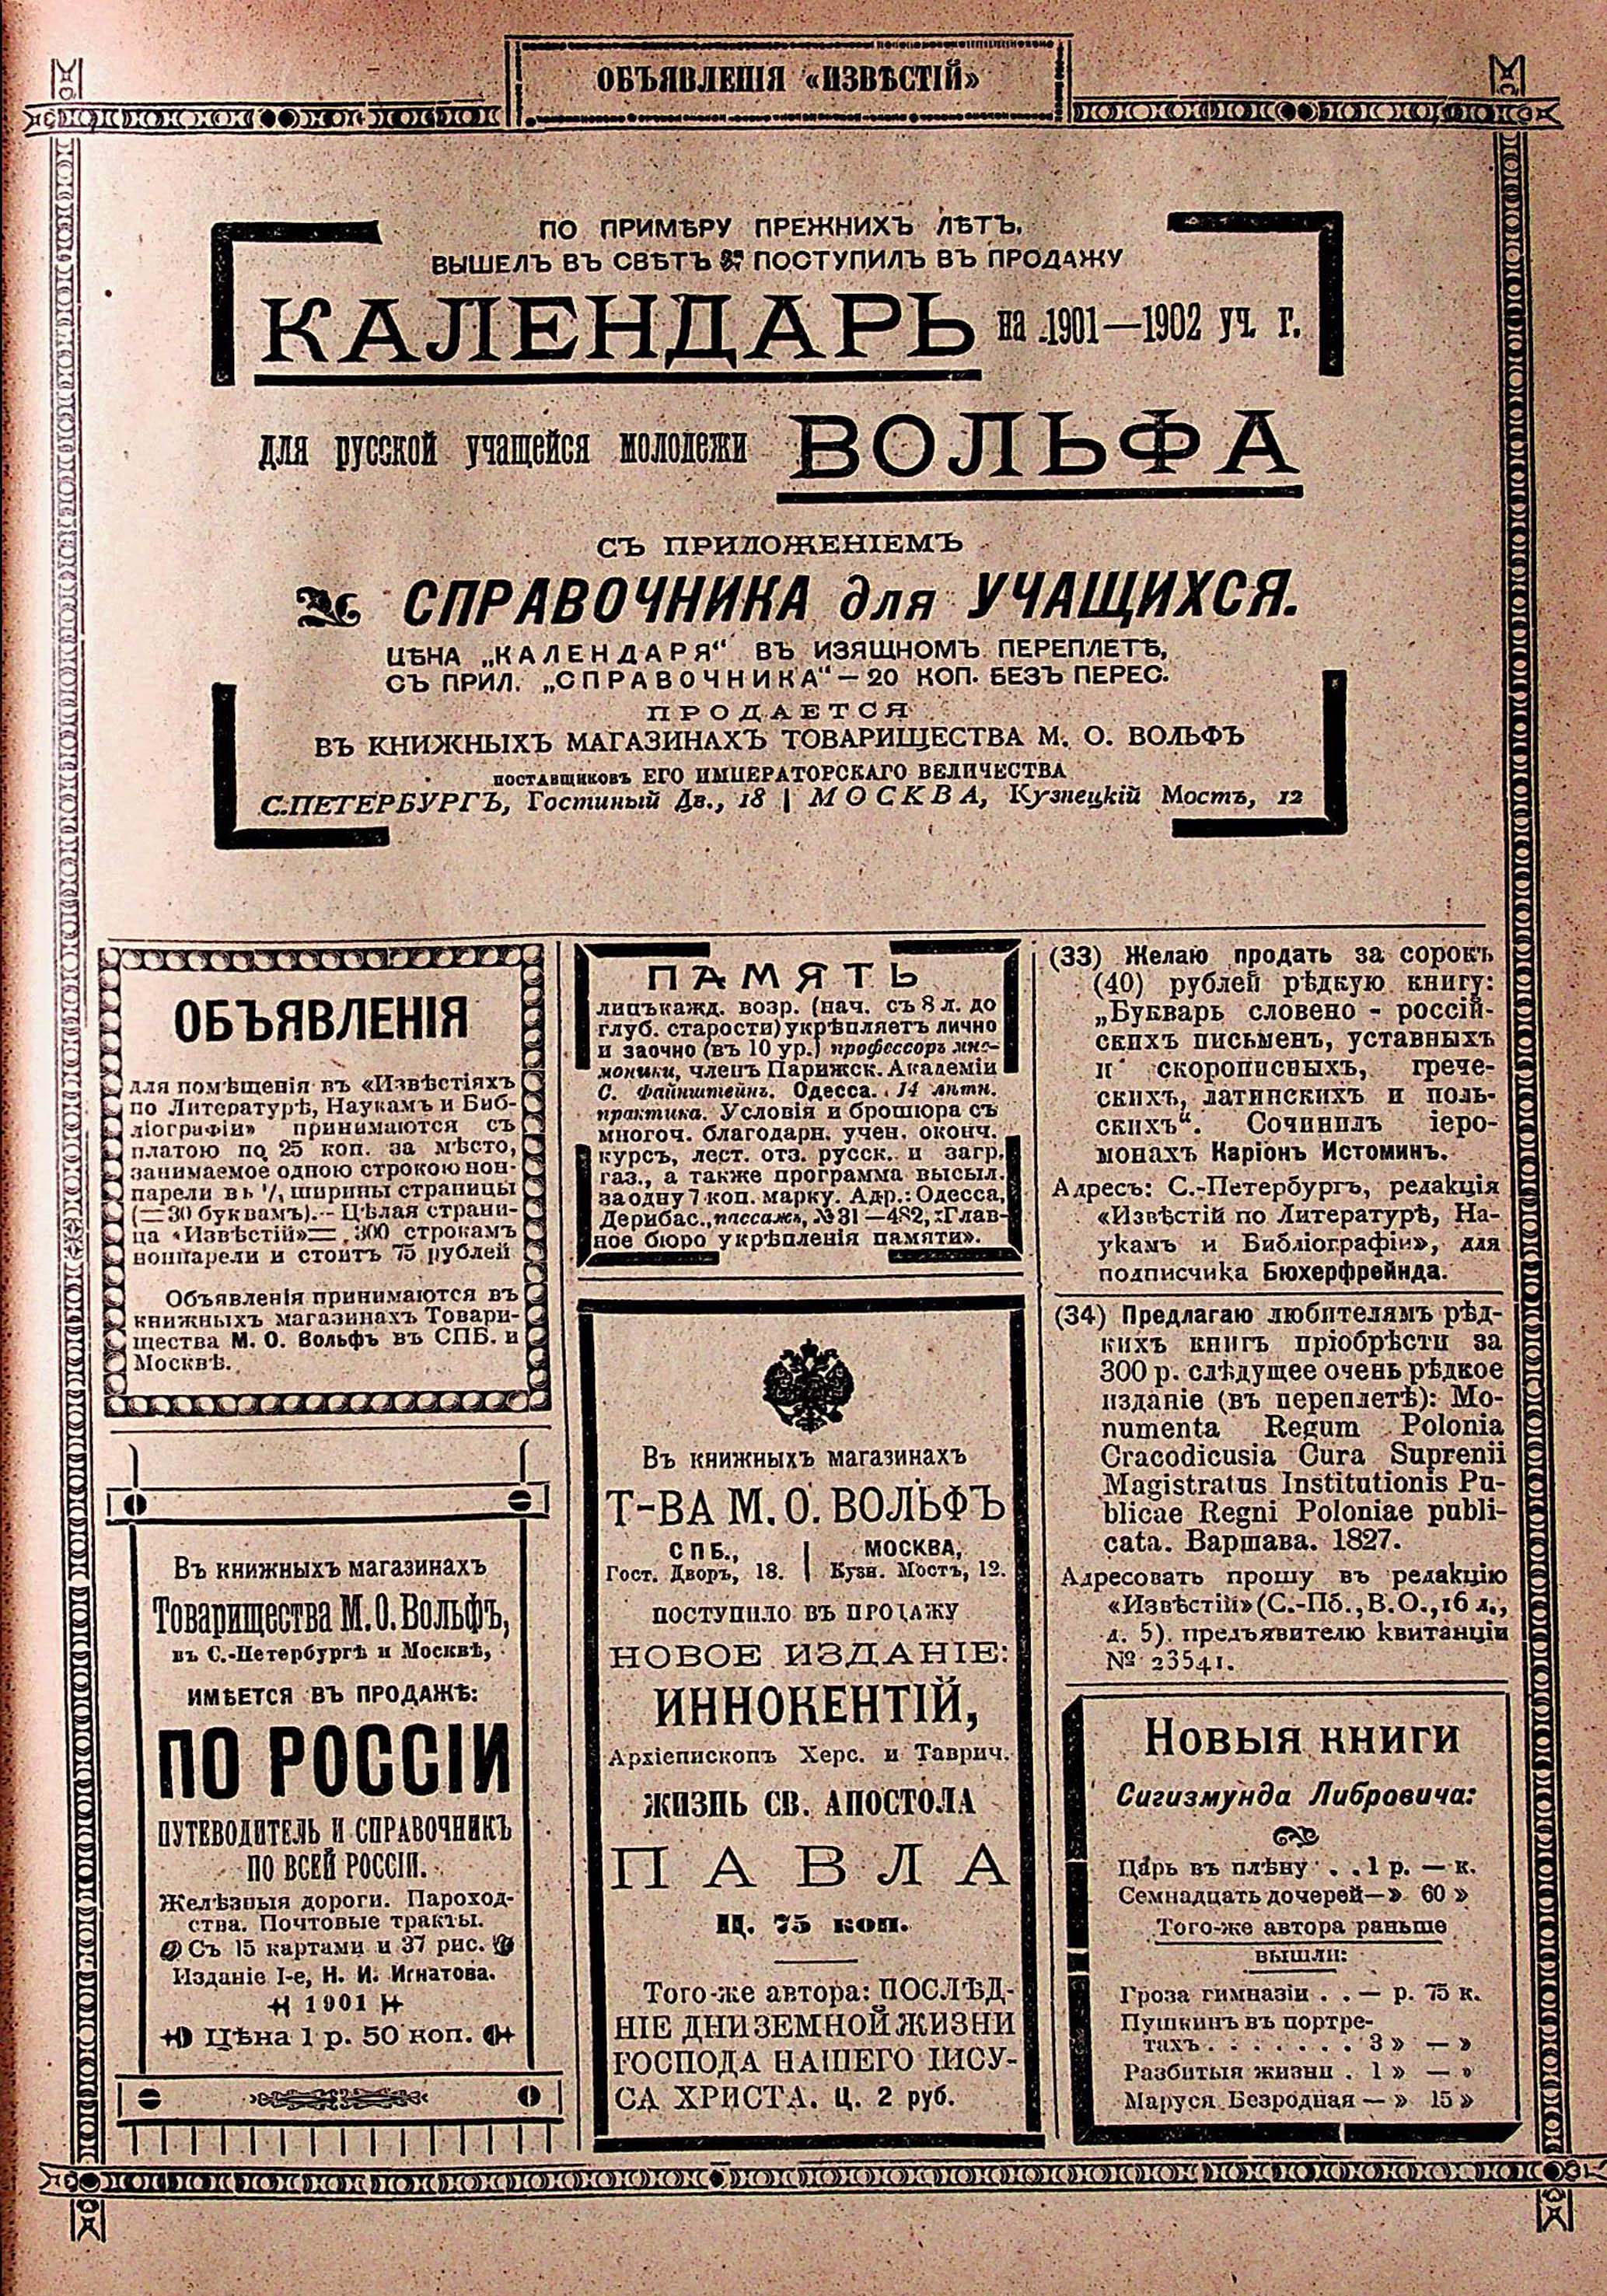 ОБЪЯВЛЕНІЯ «ИЗВѢСТІЙ»
ПО ПРИМѢРУ ПРЕЖНИХЪ ЛѢТЪ,
ВЫШЕЛЪ ВЪ СВѢТЪ И ПОСТУПИЛЪ ВЪ ПРОДАЖУ
КАЛЕНДАРЬ на 1901—1902 уч. г.
для русской учащейся молодежи ВОЛЬФА
СЪ ПРИЛОЖЕНІЕМЪ
СПРАВОЧНИКА для УЧАЩИХСЯ.
ЦѢНА „КАЛЕНДАРЯ“ ВЪ ИЗЯЩНОМЪ ПЕРЕПЛЕТѢ,
СЪ ПРИЛ. „СПРАВОЧНИКА“ — 20 КОП. БЕЗЪ ПЕРЕС.
ПРОДАЕТСЯ
ВЪ КНИЖНЫХЪ МАГАЗИНАХЪ ТОВАРИЩЕСТВА М. О. ВОЛЬФЪ
ПОСТАВЩИКОВЪ ЕГО ИМПЕРАТОРСКАГО ВЕЛИЧЕСТВА
С.ПЕТЕРБУРГЪ, Гостиный Дв., 18 | МОСКВА, Кузнецкій Мостъ, 12
ОБЪЯВЛЕНІЯ
для помѣщенія въ «Извѣстіяхъ
по Литературѣ, Наукамъ и Биб-
ліографіи» принимаются съ
платою по 25 коп. за мѣсто,
занимаемое одною строкою нон-
парели въ ширины страницы
(=30 буквамъ).— Цѣлая страни-
ца «Извѣстій»= 300 строкамъ
нонпарели и стоитъ 75 рублей
Объявленія принимаются въ
книжныхъ магазинахъ Товари-
щества М. О. Вольфъ въ СПБ. и
Москвѣ.
Въ книжныхъ магазинахъ
Товарищества М. О. Вольфъ,
въ С.-Петербургѣ и Москвѣ,
ИМѢЕТСЯ ВЪ ПРОДАЖѢ:
ПО РОССІИ
ПУТЕВОДИТЕЛЬ И СПРАВОЧНИКЪ
ПО ВСЕЙ РОССІИ.
Желѣзныя дороги. Пароход-
ства. Почтовые тракты.
Съ 15 картами и 37 рис.
Изданіе I-е, Н. И. Игнатова.
1901
Цѣна 1 р. 50 коп.
ПАМЯТЬ
лицъ кажд. возр. (нач. съ 8 л. до
глуб. старости) укрѣпляетъ лично
и заочно (въ 10 ур.) профессоръ мне-
моники, членъ Парижск. Академіи
С. Файнштейнъ. Одесса. 14 лѣтн.
практика. Условія и брошюра съ
многоч. благодарн. учен. оконч.
курсъ, лест. отз. русск. и загр.
газ., а также программа высыл.
за одну 7 коп. марку. Адр.: Одесса,
Дерибас., пассажъ, №31—482, «Глав-
ное бюро укрѣпленія памяти».
Въ книжныхъ магазинахъ
Т-ВА М. О. ВОЛЬФЪ
СПБ., | МОСКВА,
Гост. Дворъ, 18. | Кузн. Мостъ, 12.
ПОСТУПИЛО ВЪ ПРОДАЖУ
НОВОЕ ИЗДАНІЕ:
ИННОКЕНТІЙ,
Архіепископъ Херс. и Таврич.
ЖИЗНЬ СВ. АПОСТОЛА
ПАВЛА
Ц. 75 коп.
Того-же автора: ПОСЛѢД-
НІЕ ДНИ ЗЕМНОЙ ЖИЗНИ
ГОСПОДА НАШЕГО ІИСУ-
СА ХРИСТА. Ц. 2 руб.
(33) Желаю продать за сорокъ
(40) рублей рѣдкую книгу:
„Букварь словено-россій-
скихъ письменъ, уставныхъ
и скорописныхъ, грече-
скихъ, латинскихъ и поль-
скихъ“. Сочинилъ іеро-
монахъ Каріонъ Истоминъ.
Адресъ: С.-Петербургъ, редакція
«Извѣстій по Литературѣ, На-
укамъ и Библіографіи», для
подписчика Бюхерфрейнда.
(34) Предлагаю любителямъ рѣд-
кихъ книгъ пріобрѣсти за
300 р. слѣдущее очень рѣдкое
изданіе (въ переплетѣ): Mo-
numenta Regum Polonia
Cracodicusia Cura Suprenii
Magistratus Institutionis Pu-
blicae Regni Poloniae publi-
cata. Варшава. 1827.
Адресовать прошу въ редакцію
«Извѣстій» (С.-Пб., В. О., 16 л.,
д. 5). предъявителю квитанціи
№ 23541.
Новыя книги
Сигизмунда Либровича:
Царь въ плѣну . . 1 р. — к.
Семнадцать дочерей — » 60 »
Того-же автора раньше
вышли:
Гроза гимназіи . . — р. 75 к.
Пушкинъ въ портре-
тахъ . . . . . . . 3 » — »
Разбитыя жизни . 1 » — »
Маруся Безродная — » 15 »